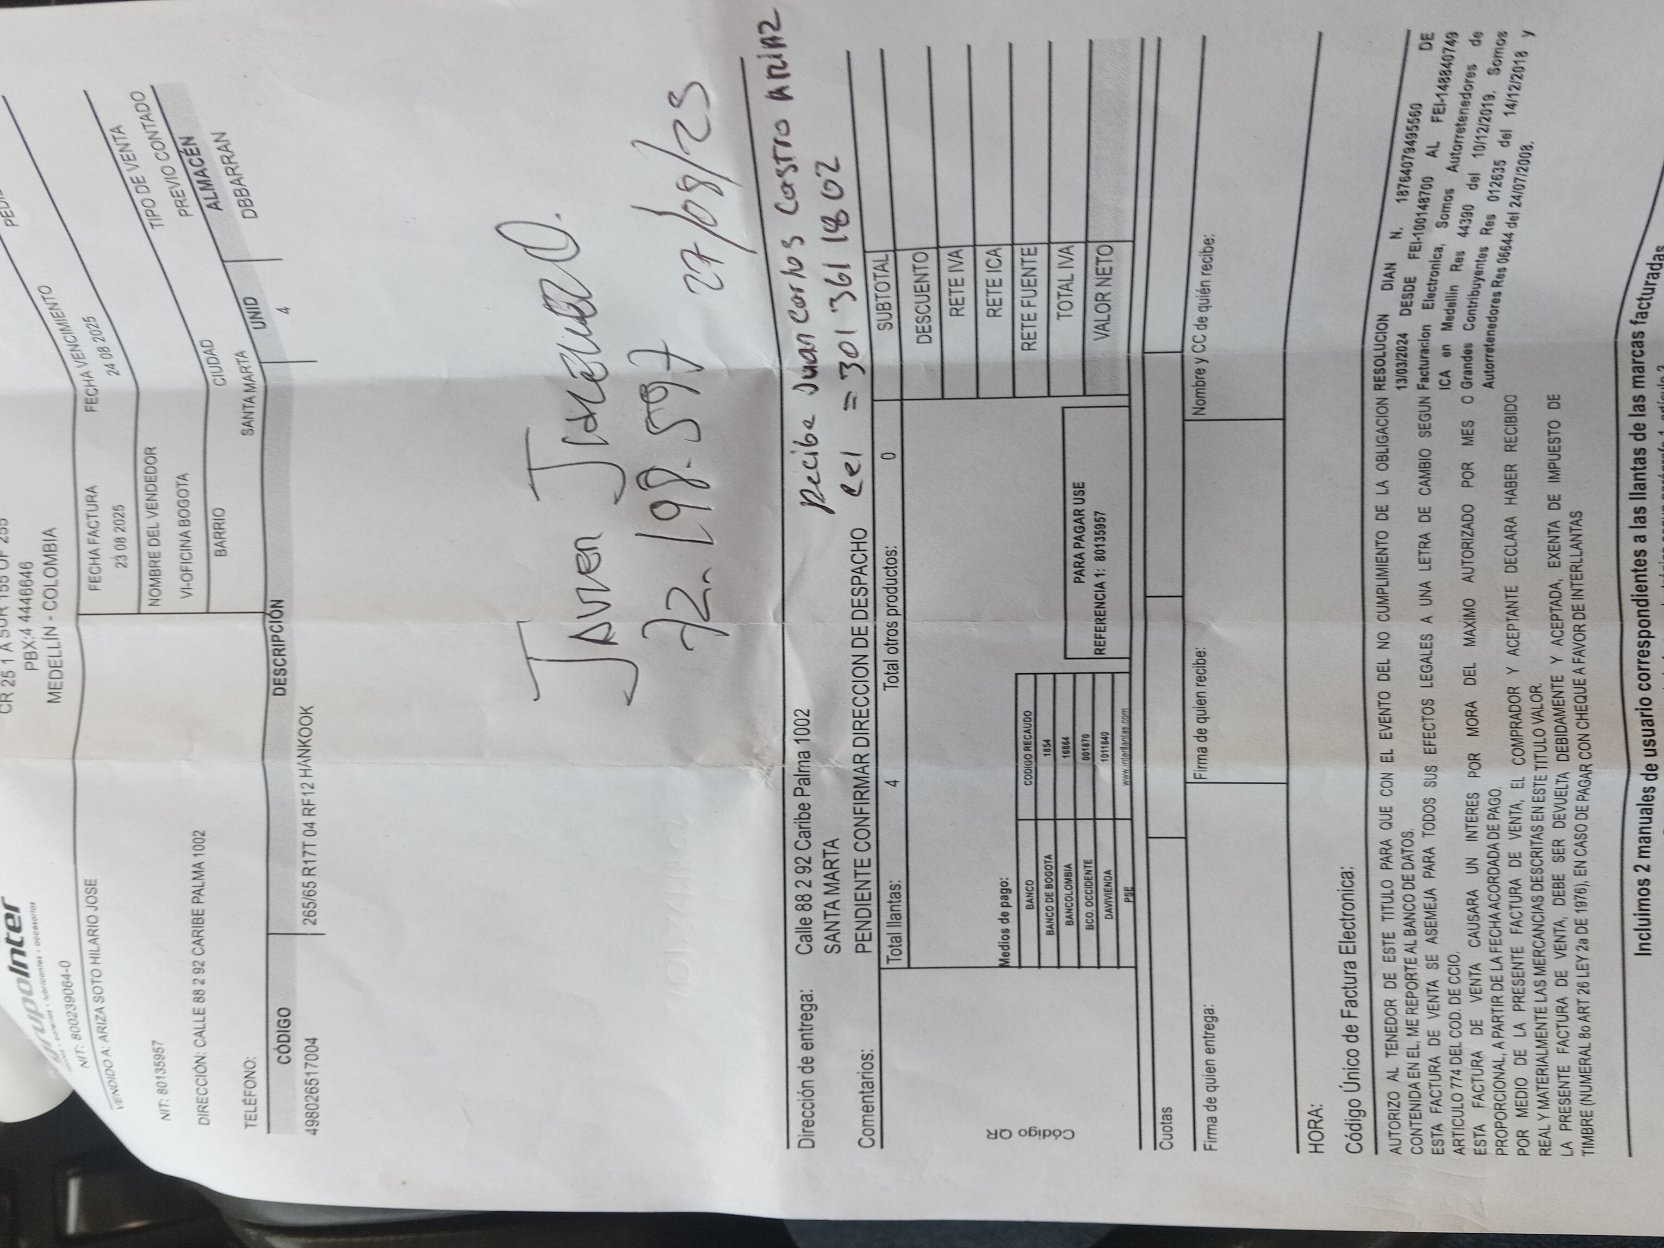 grupointer
NIT: 800239064-0
CR 25 1 A SUR 155 OF
PBX:4 4446646
MEDELLÍN - COLOMBIA
VENDIDO A: ARIZA SOTO HILARIO JOSE
FECHA FACTURA FECHA VENCIMIENTO
23 08 2025 24 08 2025
NIT: 80135957
NOMBRE DEL VENDEDOR TIPO DE VENTA
VI-OFICINA BOGOTA PREVIO CONTADO
DIRECCIÓN: CALLE 88 2 92 CARIBE PALMA 1002
BARRIO CIUDAD ALMACÉN
TELÉFONO: SANTA MARTA DBBARRAN
CÓDIGO DESCRIPCIÓN UNID
498026517004 265/65 R17T 04 RF12 HANKOOK 4
72.198.597
27/08/25
Dirección de entrega: Calle 88 2 92 Caribe Palma 1002
SANTA MARTA
Recibe Juan Carlos Castro Ariaz
Comentarios: PENDIENTE CONFIRMAR DIRECCION DE DESPACHO
cel = 301 361 1802
Total llantas: 4 Total otros productos: 0
SUBTOTAL
DESCUENTO
RETE IVA
RETE ICA
RETE FUENTE
TOTAL IVA
VALOR NETO
Código QR
Medios de pago:
BANCO CODIGO RECAUDO
BANCO DE BOGOTA 1854
BANCOLOMBIA 16864
BCO. OCCIDENTE 001670
DAVIVIENDA 1011640
PSE www.interllantas.com
PARA PAGAR USE
REFERENCIA 1: 80135957
Cuotas
Firma de quien entrega: Firma de quien recibe: Nombre y CC de quién recibe:
HORA:
Código Único de Factura Electronica:
AUTORIZO AL TENEDOR DE ESTE TITULO PARA QUE CON EL EVENTO DEL NO CUMPLIMIENTO DE LA OBLIGACION
CONTENIDA EN EL, ME REPORTE AL BANCO DE DATOS.
ESTA FACTURA DE VENTA SE ASEMEJA PARA TODOS SUS EFECTOS LEGALES A UNA LETRA DE CAMBIO SEGUN
ARTICULO 774 DEL COD. DE CCIO.
ESTA FACTURA DE VENTA CAUSARA UN INTERES POR MORA DEL MAXIMO AUTORIZADO POR MES O
PROPORCIONAL, A PARTIR DE LA FECHA ACORDADA DE PAGO.
POR MEDIO DE LA PRESENTE FACTURA DE VENTA, EL COMPRADOR Y ACEPTANTE DECLARA HABER RECIBIDO
REAL Y MATERIALMENTE LAS MERCANCIAS DESCRITAS EN ESTE TITULO VALOR.
LA PRESENTE FACTURA DE VENTA, DEBE SER DEVUELTA DEBIDAMENTE Y ACEPTADA, EXENTA DE IMPUESTO DE
TIMBRE (NUMERAL 8o ART 26 LEY 2a DE 1976), EN CASO DE PAGAR CON CHEQUE A FAVOR DE INTERLLANTAS
RESOLUCION DIAN N. 18764079495560
13/03/2024 DESDE FEI-100148700 AL FEI-148840749 DE
Facturacion Electronica, Somos Autorretenedores de
ICA en Medellin Res 44390 del 10/12/2019. Somos
Grandes Contribuyentes Res 012635 del 14/12/2018 y
Autorretenedores Res 06644 del 24/07/2008.
Incluimos 2 manuales de usuario correspondientes a las llantas de las marcas facturadas